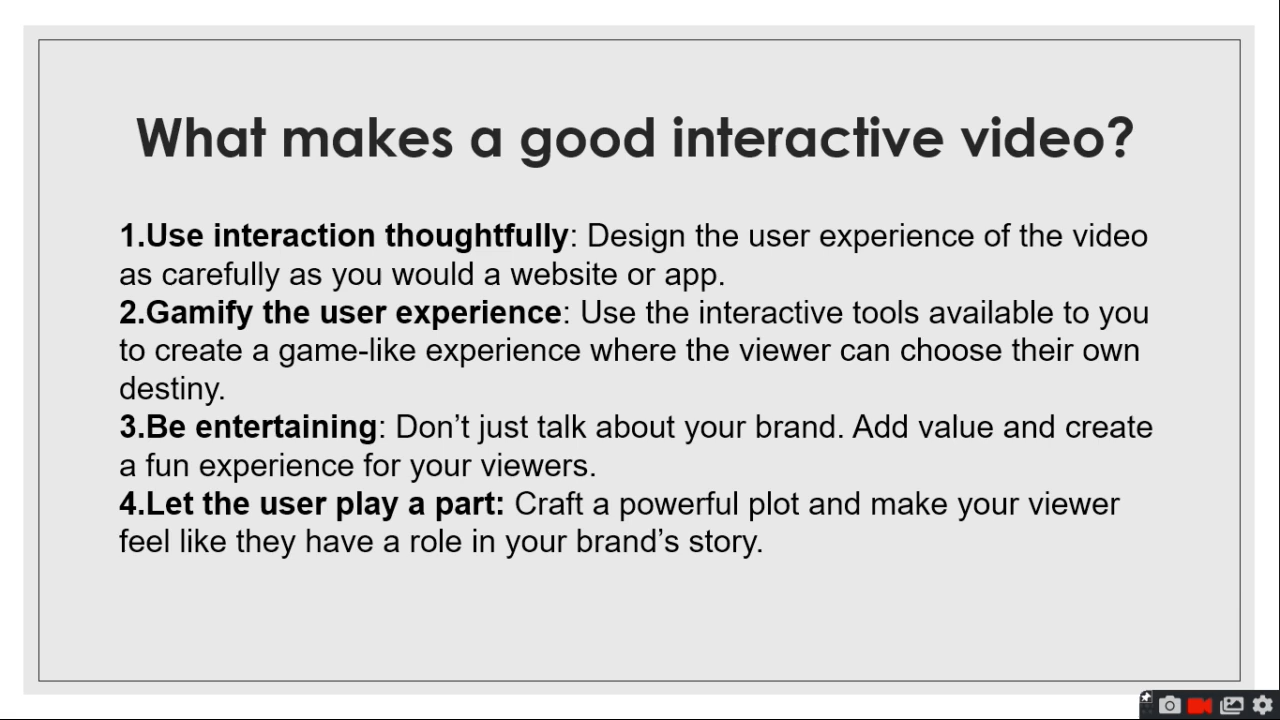 What makes a good interactive video?
1.Use interaction thoughtfully: Design the user experience of the video
as carefully as you would a website or app.
2.Gamify the user experience: Use the interactive tools available to you
to create a game-like experience where the viewer can choose their own
destiny.
3.Be entertaining: Don’t just talk about your brand. Add value and create
a fun experience for your viewers.
4.Let the user play a part: Craft a powerful plot and make your viewer
feel like they have a role in your brand’s story.